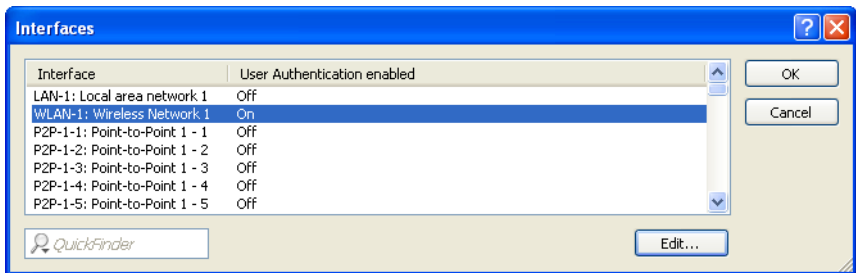 Interfaces
Interface User Authentication enabled
LAN-1: Local area network 1 Off
WLAN-1: Wireless Network 1 On
P2P-1-1: Point-to-Point 1 - 1 Off
P2P-1-2: Point-to-Point 1 - 2 Off
P2P-1-3: Point-to-Point 1 - 3 Off
P2P-1-4: Point-to-Point 1 - 4 Off
P2P-1-5: Point-to-Point 1 - 5 Off
OK
Cancel
QuickFinder
Edit...